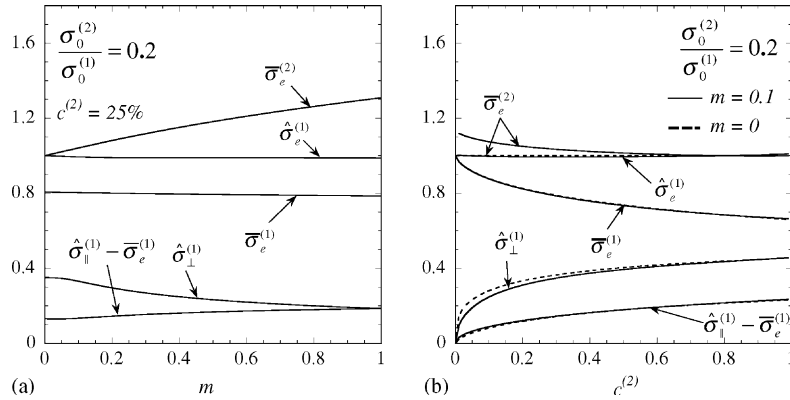 1.6
1.2
0.8
0.4
0
0 0.2 0.4 0.6 0.8 1
σ₀⁽²⁾/σ₀⁽¹⁾ = 0.2
c⁽²⁾ = 25%
σ̅ₑ⁽²⁾
σ̂ₑ⁽¹⁾
σ̅ₑ⁽¹⁾
σ̂∥⁽¹⁾ − σ̅ₑ⁽¹⁾
σ̂⊥⁽¹⁾
(a) m
1.6
1.2
0.8
0.4
0
0 0.2 0.4 0.6 0.8 1
σ₀⁽²⁾/σ₀⁽¹⁾ = 0.2
m = 0.1
m = 0
σ̅ₑ⁽²⁾
σ̂ₑ⁽¹⁾
σ̅ₑ⁽¹⁾
σ̂⊥⁽¹⁾
σ̂∥⁽¹⁾ − σ̅ₑ⁽¹⁾
(b) c⁽²⁾